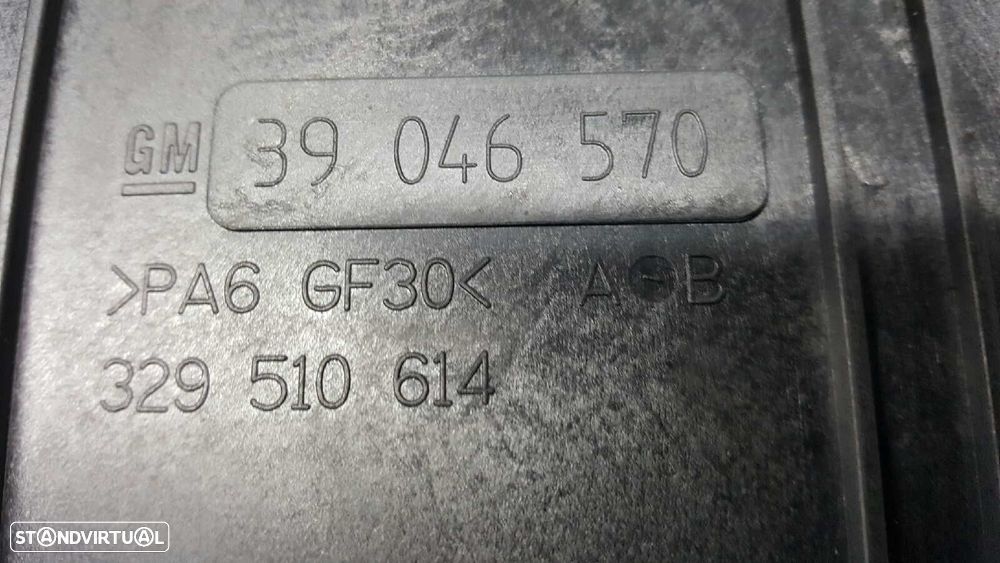 GM 39 046 570
>PA6 GF30< A B
329 510 614
STANDVIRTUAL